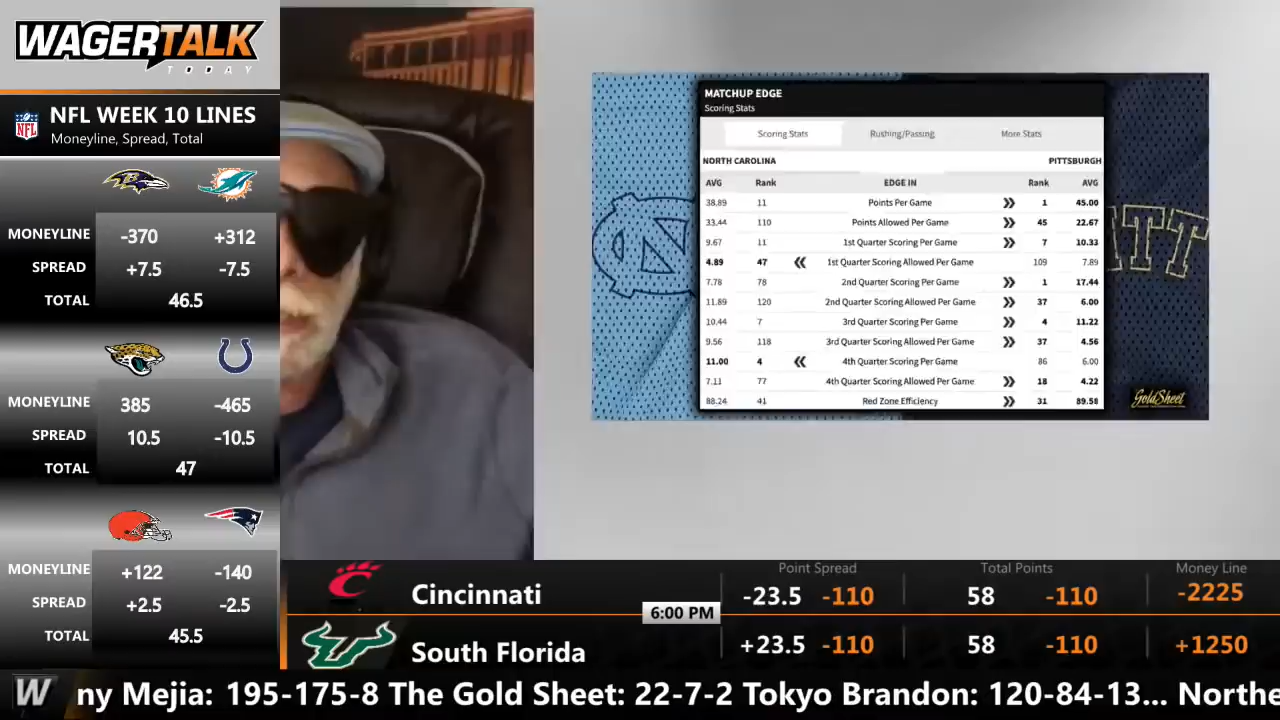 WAGERTALK
TODAY
NFL WEEK 10 LINES
Moneyline, Spread, Total
MONEYLINE -370 +312
SPREAD +7.5 -7.5
TOTAL 46.5
MONEYLINE 385 -465
SPREAD 10.5 -10.5
TOTAL 47
MONEYLINE +122 -140
SPREAD +2.5 -2.5
TOTAL 45.5
MATCHUP EDGE
Scoring Stats
Scoring Stats Rushing/Passing More Stats
NORTH CAROLINA PITTSBURGH
AVG Rank EDGE IN Rank AVG
38.89 11 Points Per Game 1 45.00
33.44 110 Points Allowed Per Game 45 22.67
9.67 11 1st Quarter Scoring Per Game 7 10.33
4.89 47 1st Quarter Scoring Allowed Per Game 109 7.89
7.78 78 2nd Quarter Scoring Per Game 1 17.44
11.89 120 2nd Quarter Scoring Allowed Per Game 37 6.00
10.44 7 3rd Quarter Scoring Per Game 4 11.22
9.56 118 3rd Quarter Scoring Allowed Per Game 37 4.56
11.00 4 4th Quarter Scoring Per Game 86 6.00
7.11 77 4th Quarter Scoring Allowed Per Game 18 4.22
88.24 41 Red Zone Efficiency 31 89.58
GoldSheet
Point Spread Total Points Money Line
Cincinnati -23.5 -110 58 -110 -2225
6:00 PM
South Florida +23.5 -110 58 -110 +1250
W ny Mejia: 195-175-8 The Gold Sheet: 22-7-2 Tokyo Brandon: 120-84-13... Northe